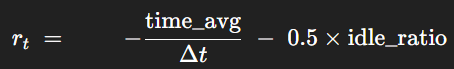 r_t = − time_avg / Δt − 0.5 × idle_ratio